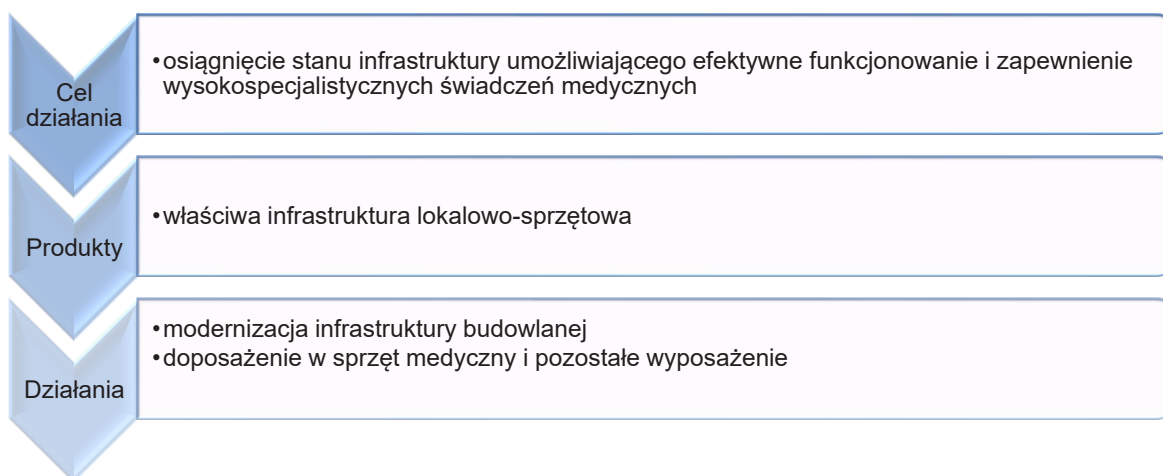 Cel
działania
•osiągnięcie stanu infrastruktury umożliwiającego efektywne funkcjonowanie i zapewnienie
wysokospecjalistycznych świadczeń medycznych
Produkty
•właściwa infrastruktura lokalowo-sprzętowa
Działania
•modernizacja infrastruktury budowlanej
•doposażenie w sprzęt medyczny i pozostałe wyposażenie